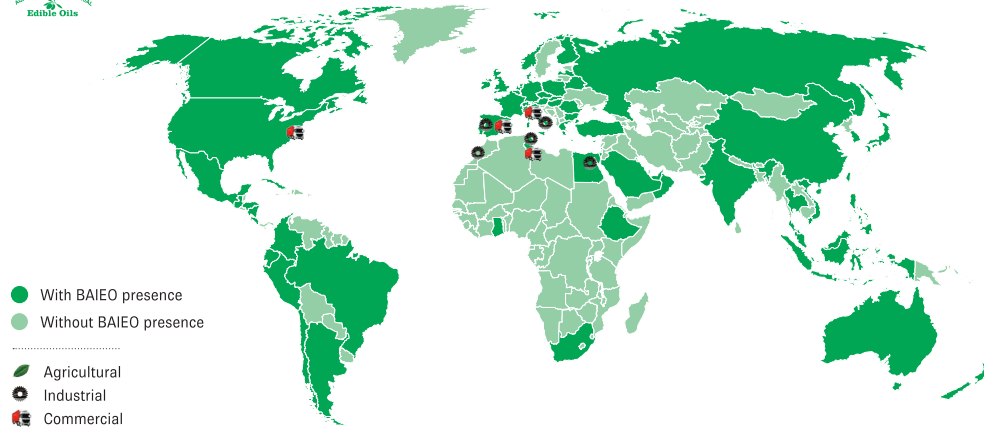 Edible Oils
With BAIEO presence
Without BAIEO presence
Agricultural
Industrial
Commercial